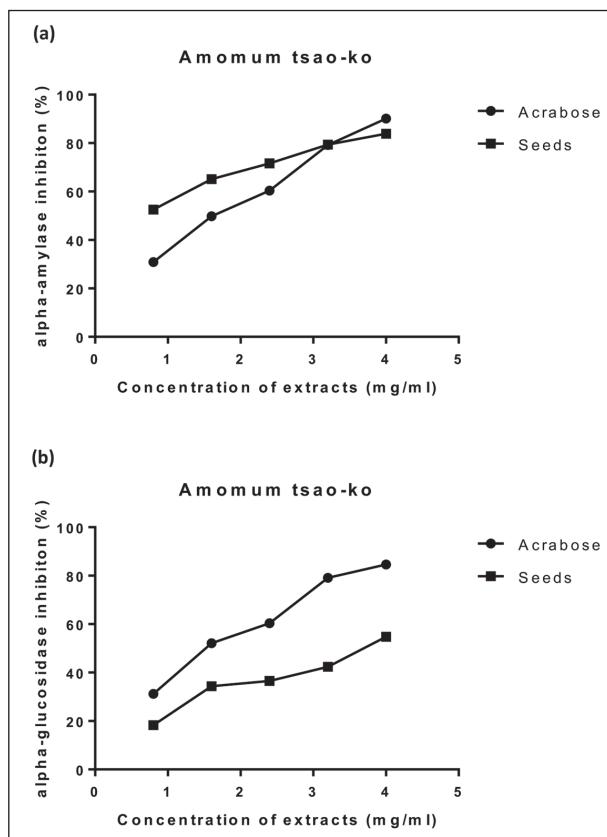 (a)
Amomum tsao-ko
alpha-amylase inhibiton (%)
100
80
60
40
20
0
0 1 2 3 4 5
Concentration of extracts (mg/ml)
Acrabose
Seeds
(b)
Amomum tsao-ko
alpha-glucosidase inhibiton (%)
100
80
60
40
20
0
0 1 2 3 4 5
Concentration of extracts (mg/ml)
Acrabose
Seeds